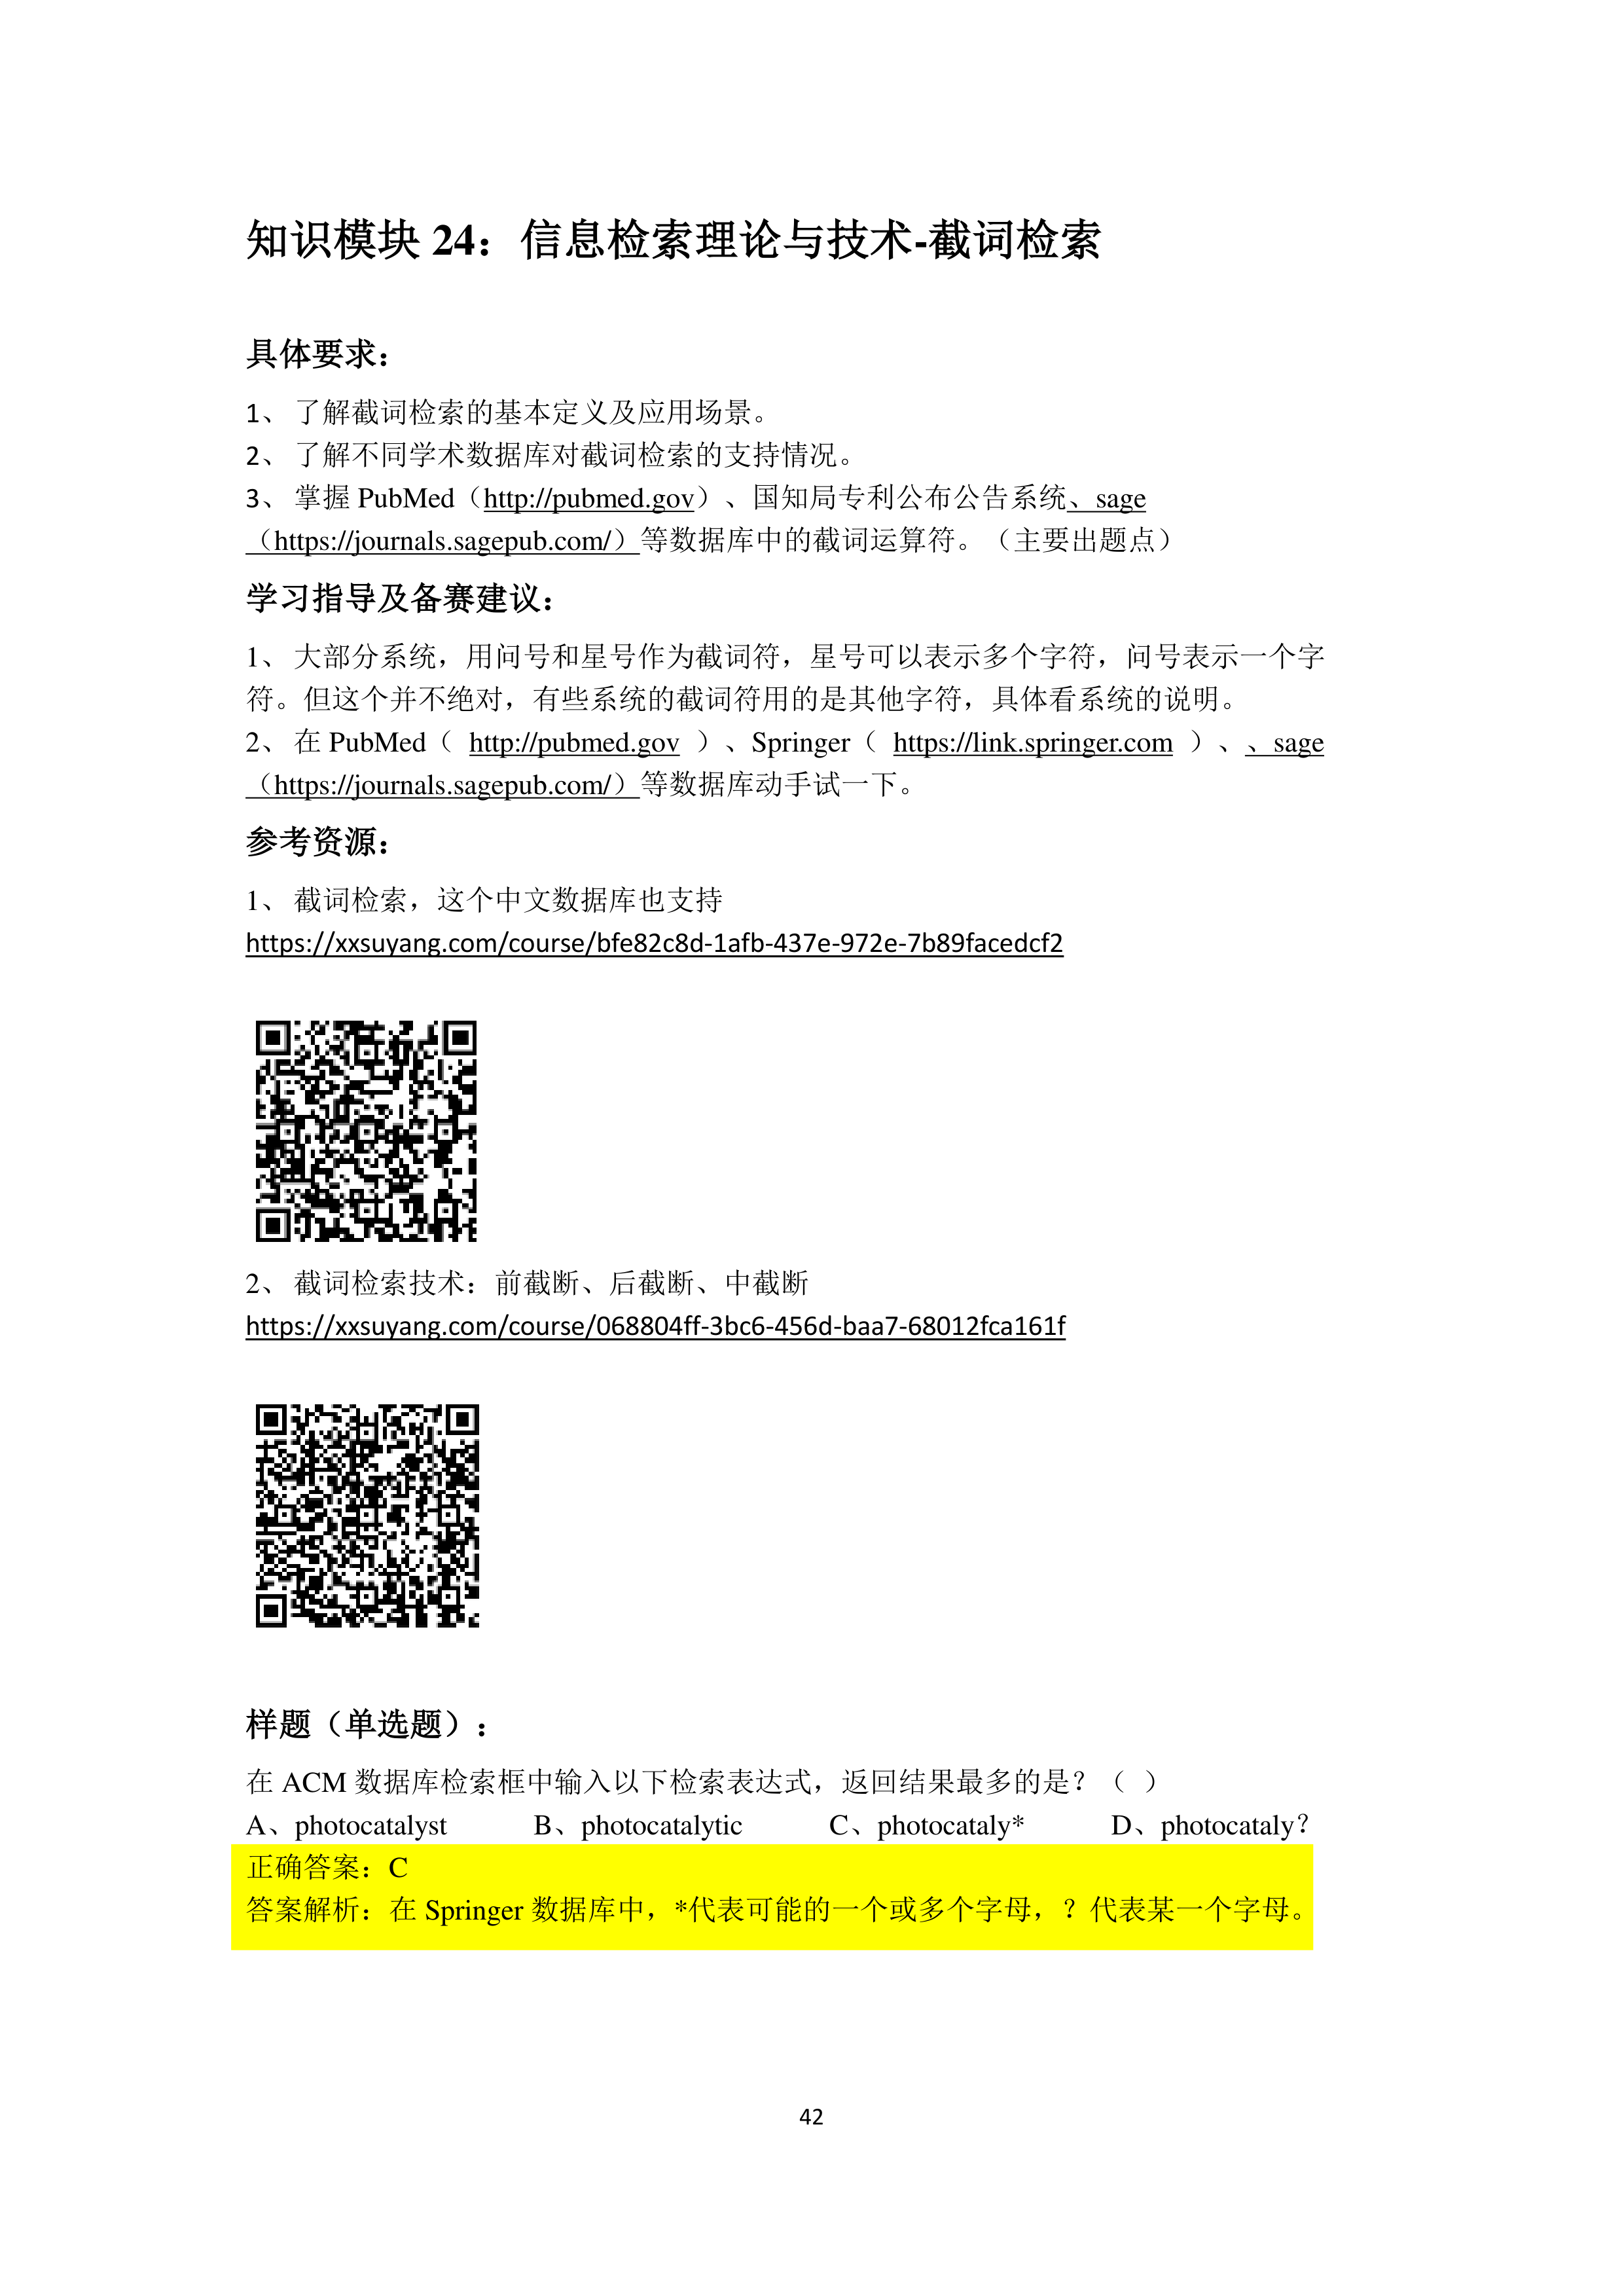 知识模块 24：信息检索理论与技术-截词检索
具体要求：
1、 了解截词检索的基本定义及应用场景。
2、 了解不同学术数据库对截词检索的支持情况。
3、 掌握 PubMed（http://pubmed.gov）、国知局专利公布公告系统、sage
（https://journals.sagepub.com/）等数据库中的截词运算符。（主要出题点）
学习指导及备赛建议：
1、 大部分系统，用问号和星号作为截词符，星号可以表示多个字符，问号表示一个字
符。但这个并不绝对，有些系统的截词符用的是其他字符，具体看系统的说明。
2、 在 PubMed（ http://pubmed.gov ）、Springer（ https://link.springer.com ）、、sage
（https://journals.sagepub.com/）等数据库动手试一下。
参考资源：
1、 截词检索，这个中文数据库也支持
https://xxsuyang.com/course/bfe82c8d-1afb-437e-972e-7b89facedcf2
2、 截词检索技术：前截断、后截断、中截断
https://xxsuyang.com/course/068804ff-3bc6-456d-baa7-68012fca161f
样题（单选题）：
在 ACM 数据库检索框中输入以下检索表达式，返回结果最多的是？（ ）
A、photocatalyst B、photocatalytic C、photocataly* D、photocataly？
正确答案：C
答案解析：在 Springer 数据库中，*代表可能的一个或多个字母，？代表某一个字母。
42